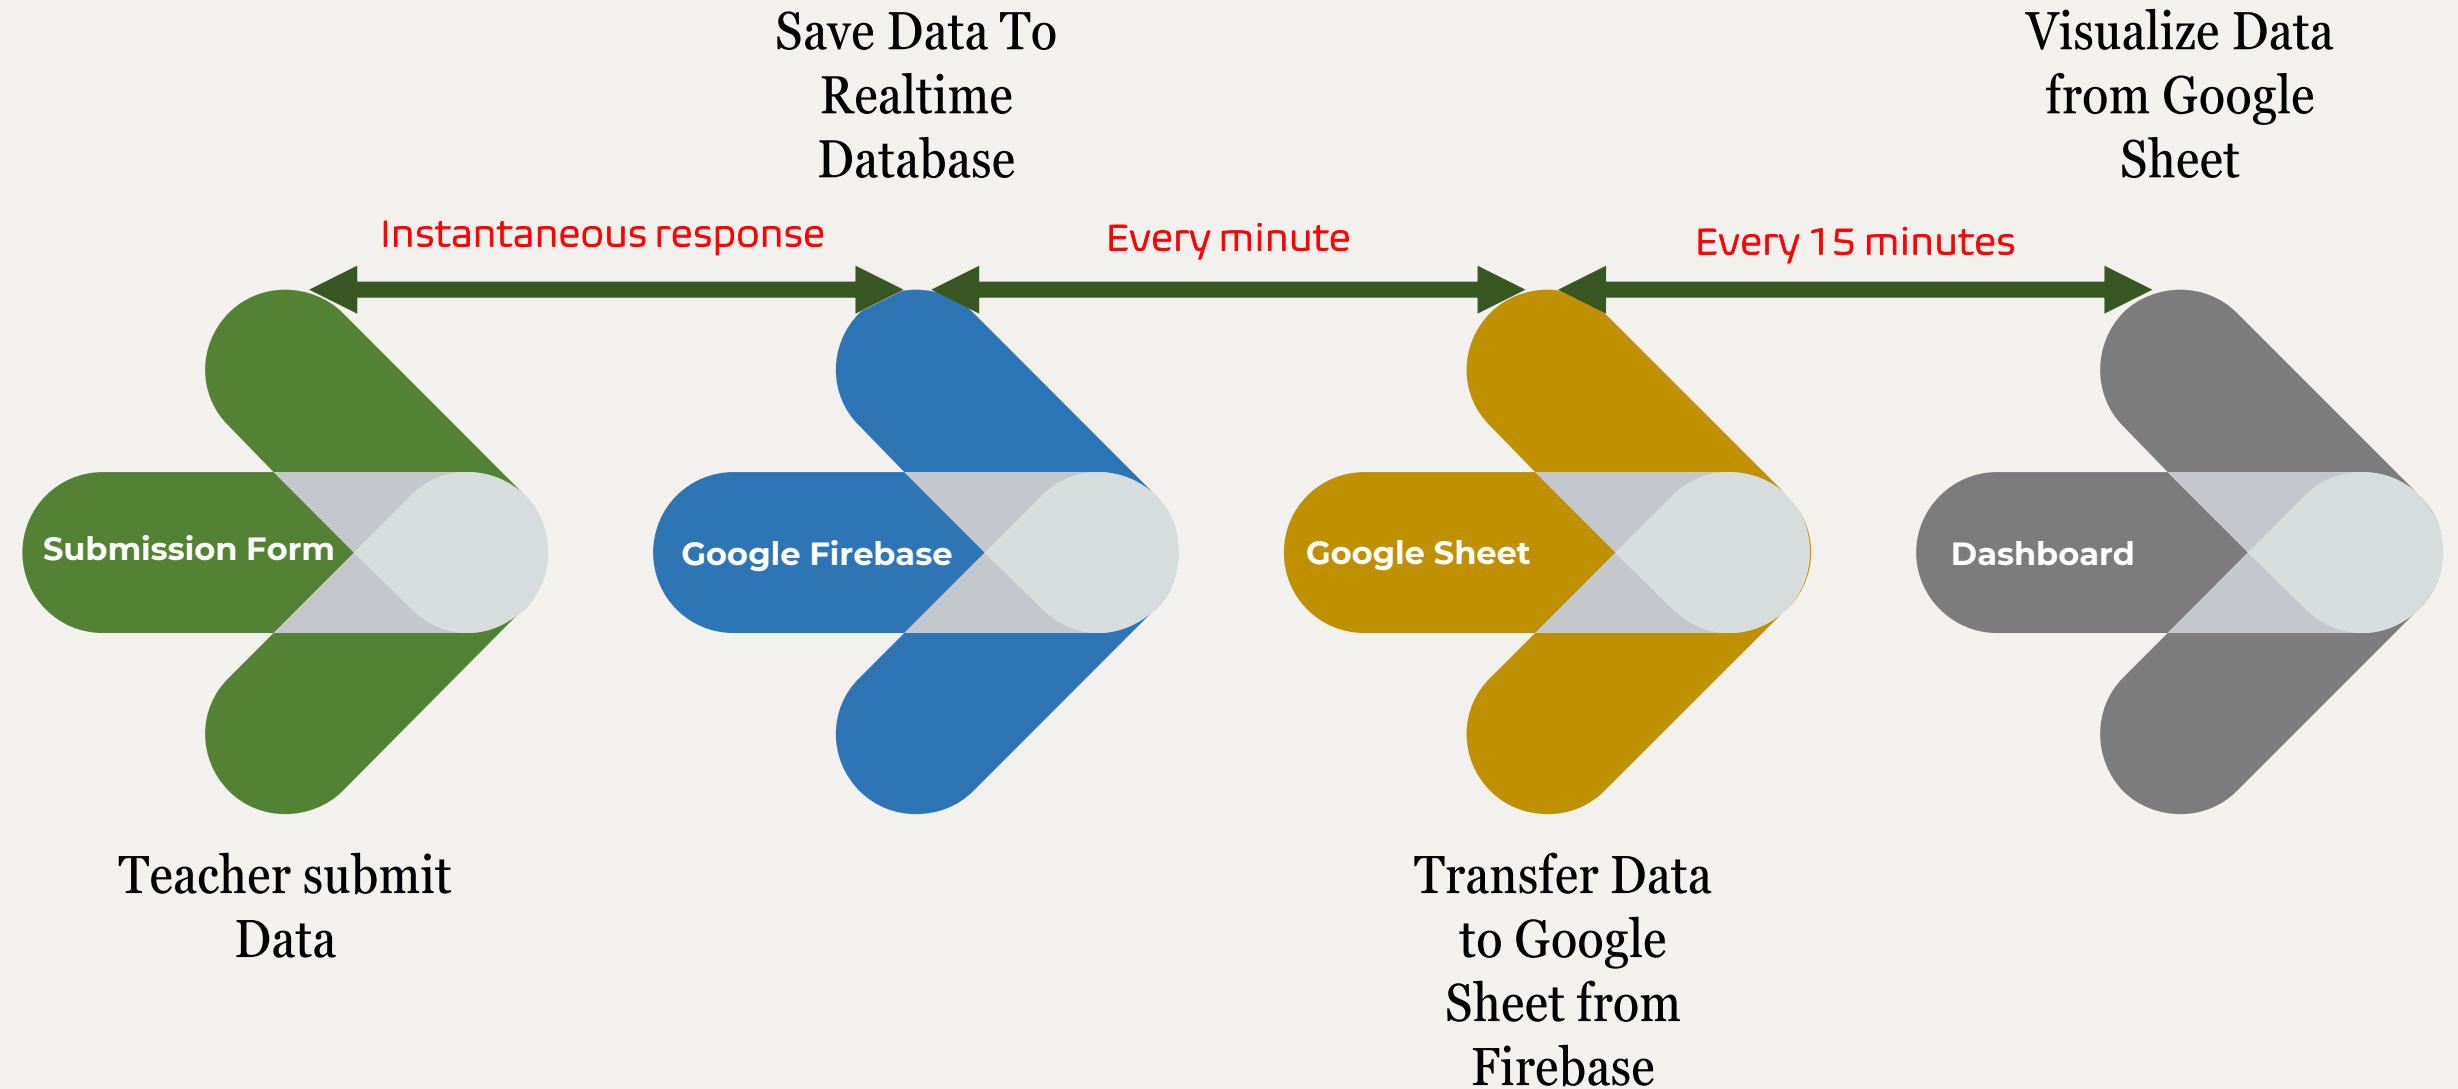 Save Data To
Realtime
Database
Visualize Data
from Google
Sheet
Instantaneous response
Every minute
Every 15 minutes
Submission Form
Google Firebase
Google Sheet
Dashboard
Teacher submit
Data
Transfer Data
to Google
Sheet from
Firebase